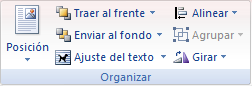 Posición
Traer al frente
Enviar al fondo
Ajuste del texto
Alinear
Agrupar
Girar
Organizar